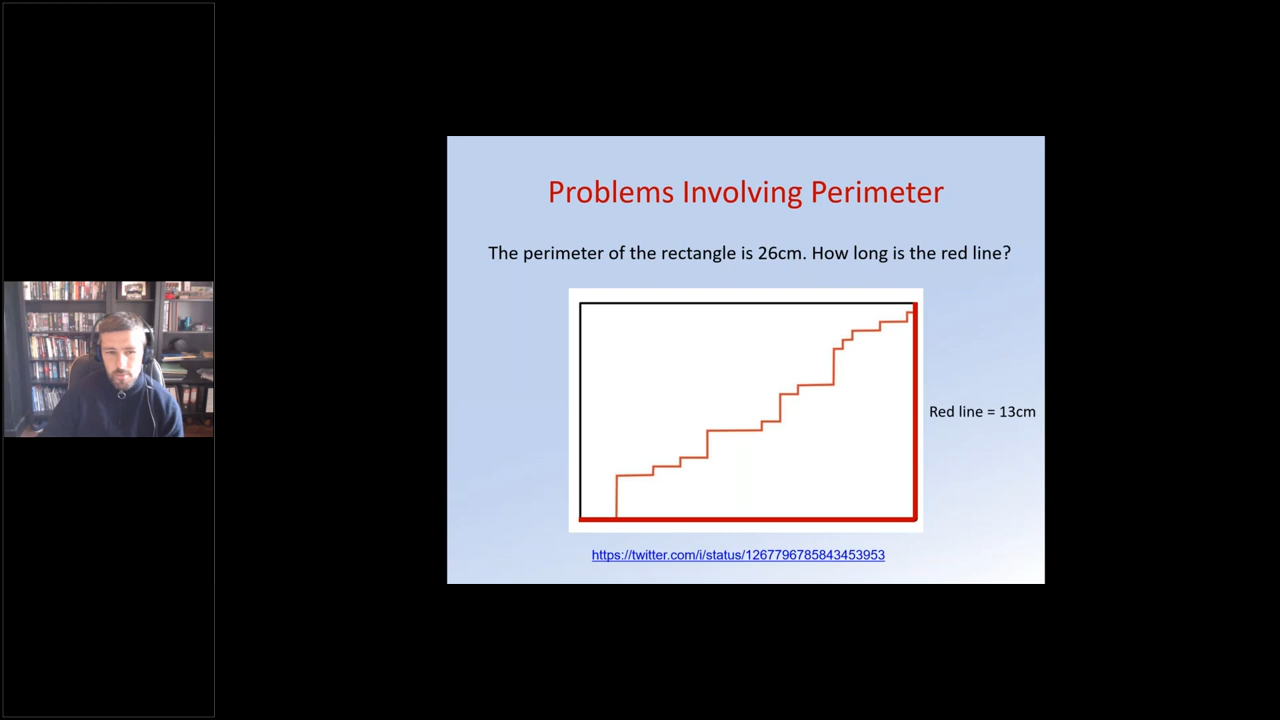 Problems Involving Perimeter
The perimeter of the rectangle is 26cm. How long is the red line?
Red line = 13cm
https://twitter.com/i/status/1267796785843453953